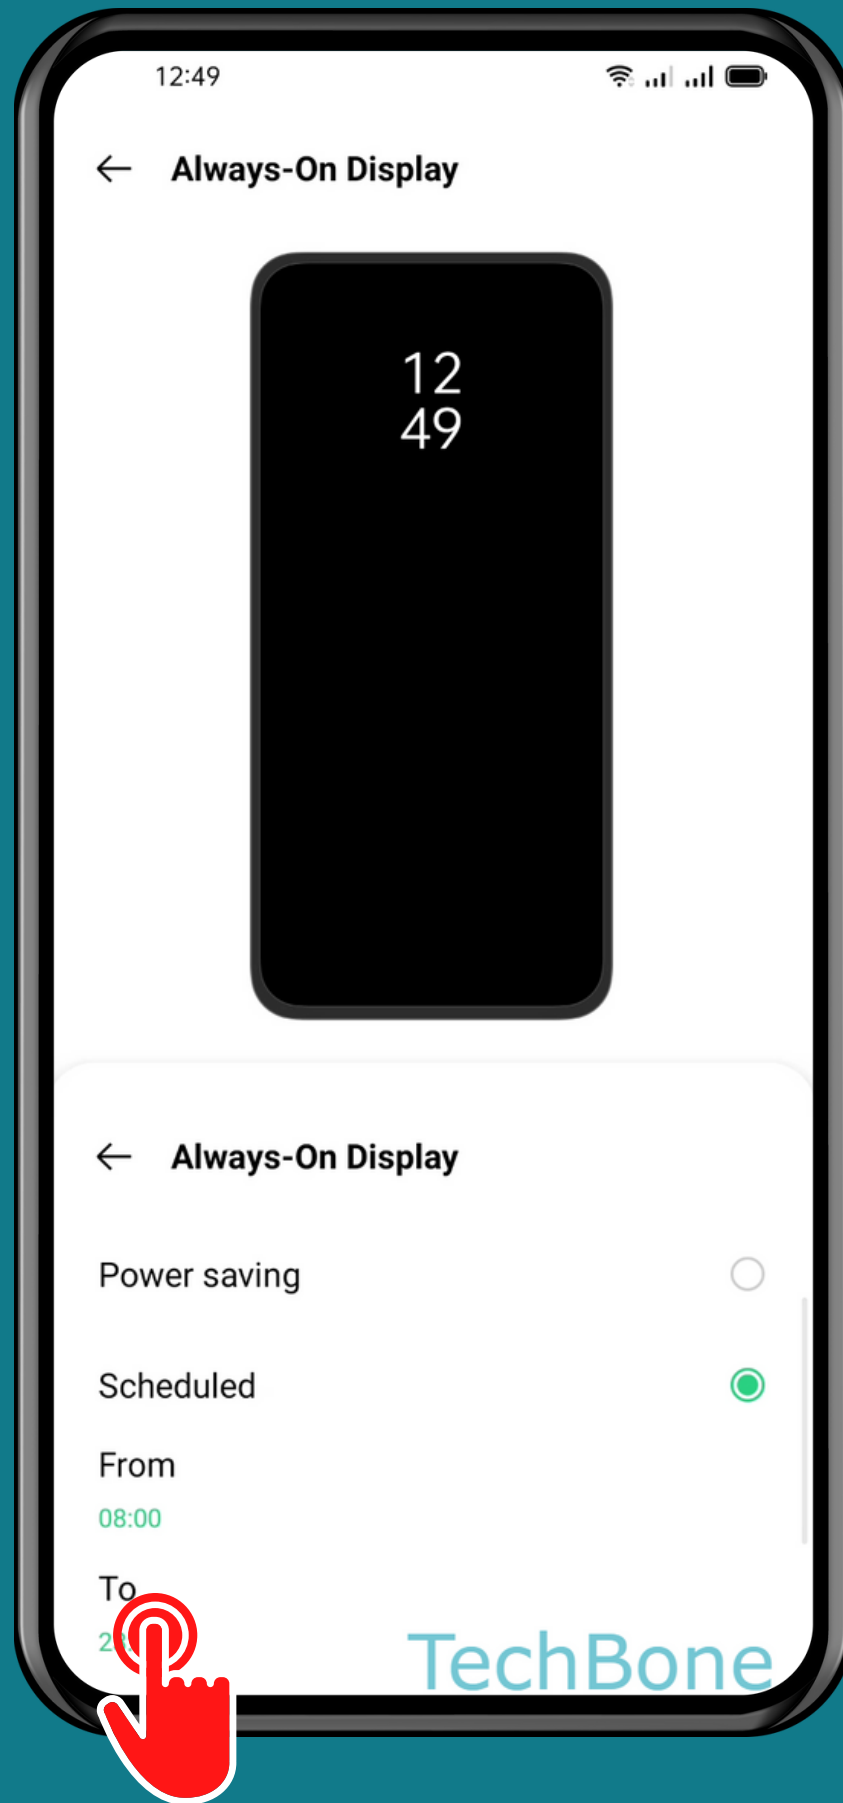 12:49
Always-On Display
12
49
Always-On Display
Power saving
Scheduled
From
08:00
To
TechBone